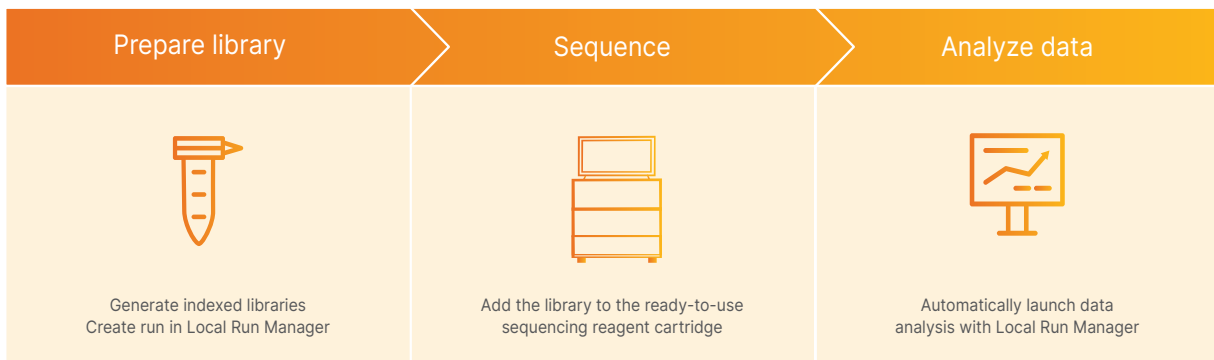 Prepare library
Sequence
Analyze data
Generate indexed libraries
Create run in Local Run Manager
Add the library to the ready-to-use
sequencing reagent cartridge
Automatically launch data
analysis with Local Run Manager